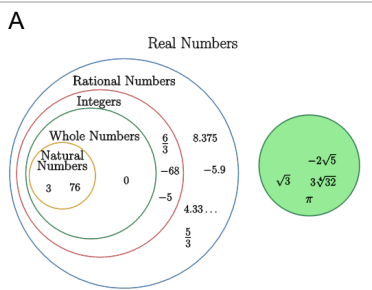 A
Real Numbers
Rational Numbers
Integers
Whole Numbers
Natural
Numbers
3 76
0
6/3
-68
-5
8.375
-5.9
4.33...
5/3
-2√5
√3 3∜32
π